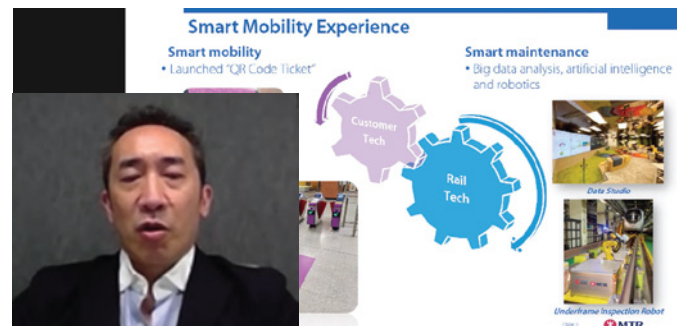 Smart Mobility Experience
Smart mobility
• Launched "QR Code Ticket"
Smart maintenance
• Big data analysis, artificial intelligence
and robotics
Customer
Tech
Rail
Tech
Data Studio
Underframe Inspection Robot
MTR